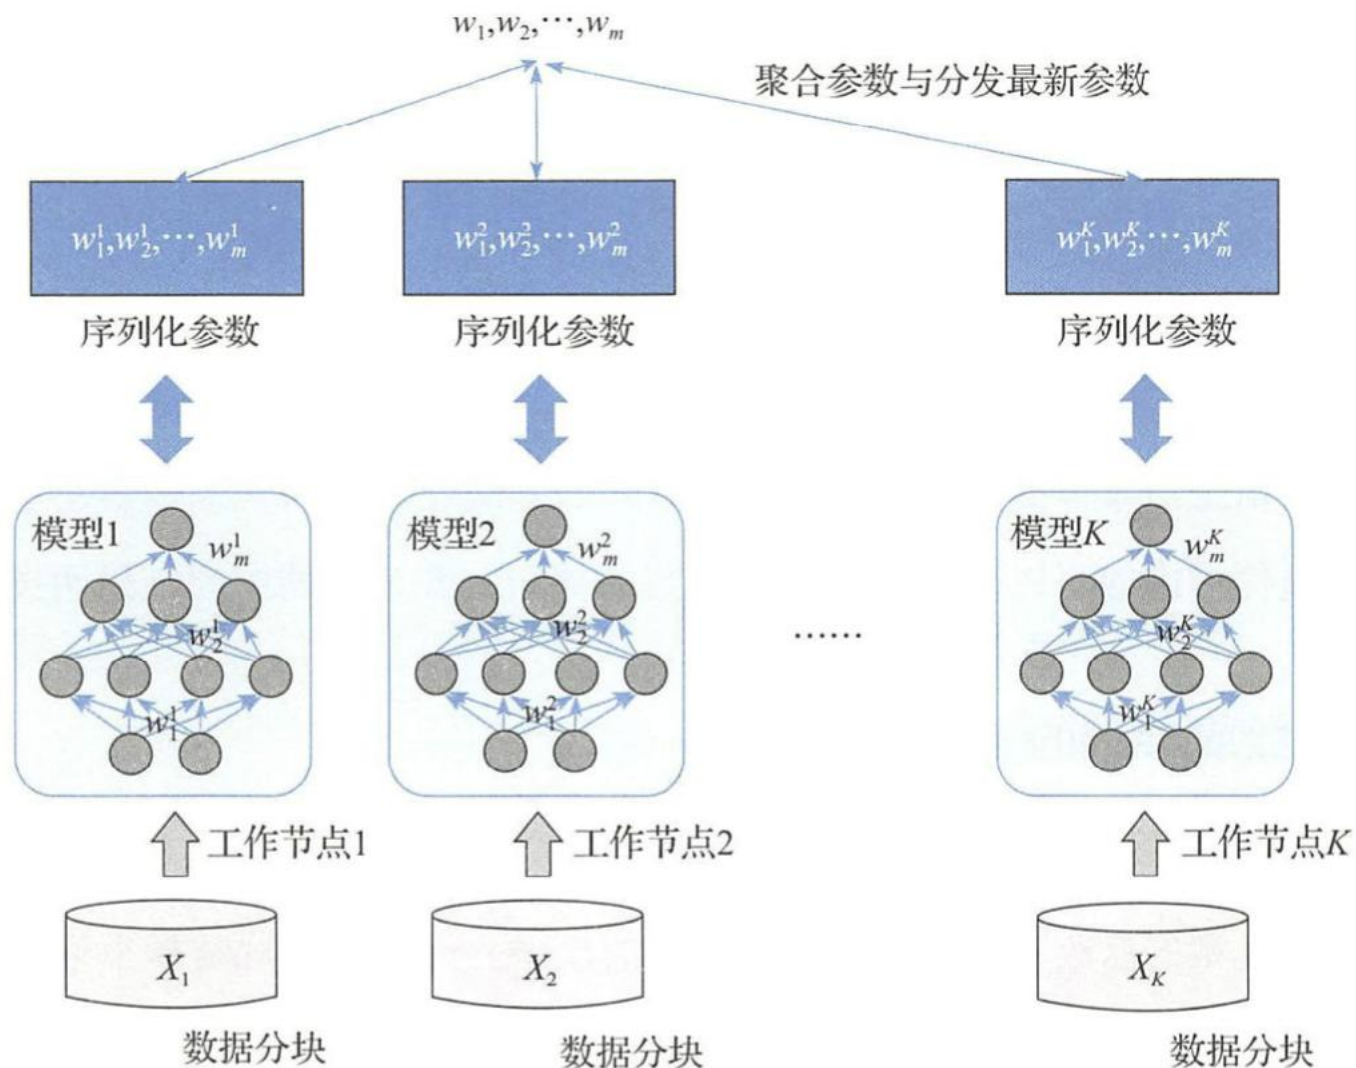 w₁,w₂,⋯,wₘ
聚合参数与分发最新参数
w₁¹,w₂¹,⋯,wₘ¹ w₁²,w₂²,⋯,wₘ² w₁ᴷ,w₂ᴷ,⋯,wₘᴷ
序列化参数 序列化参数 序列化参数
模型1 模型2 模型K
wₘ¹ wₘ² wₘᴷ
w₂¹ w₂² w₂ᴷ
……
w₁¹ w₁² w₁ᴷ
工作节点1 工作节点2 工作节点K
X₁ X₂ X_K
数据分块 数据分块 数据分块